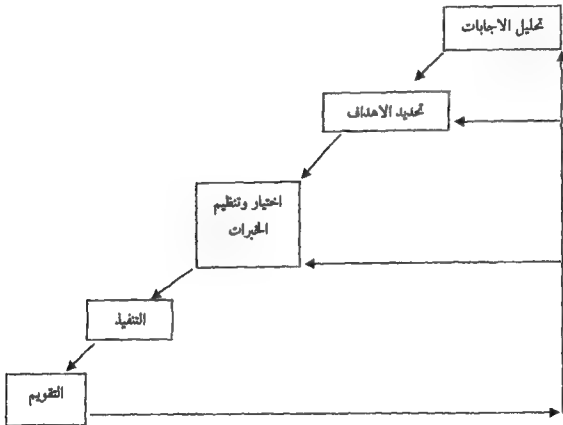 تحليل الاجابات
تحديد الاهداف
اختيار وتنظيم
الخبرات
التنفيذ
التقويم